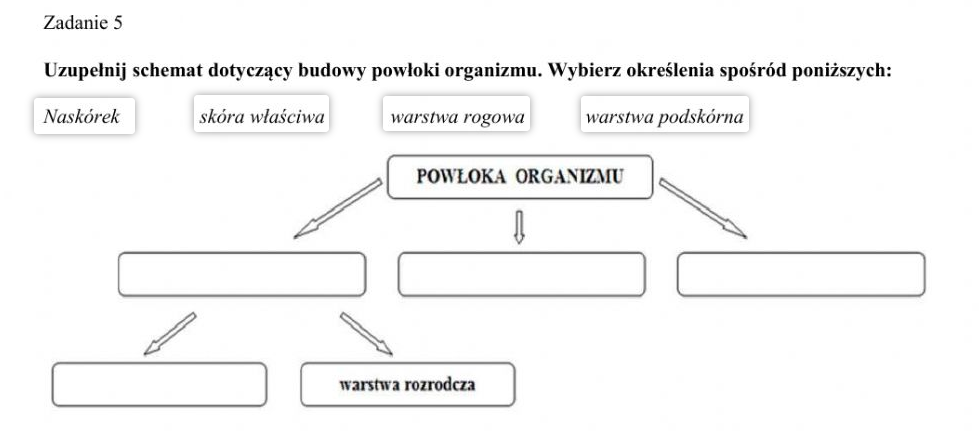 Zadanie 5
Uzupełnij schemat dotyczący budowy powłoki organizmu. Wybierz określenia spośród poniższych:
Naskórek skóra właściwa warstwa rogowa warstwa podskórna
POWŁOKA ORGANIZMU
warstwa rozrodcza